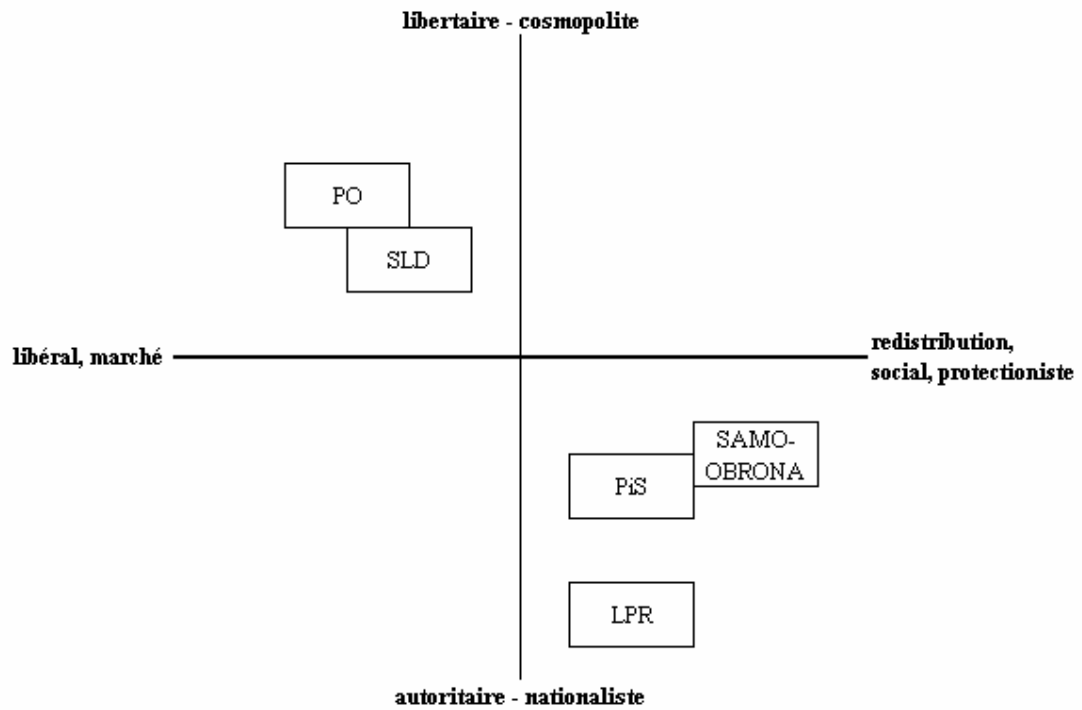 libertaire - cosmopolite
PO
SLD
libéral, marché
redistribution,
social, protectioniste
SAMO-
OBRONA
PiS
LPR
autoritaire - nationaliste